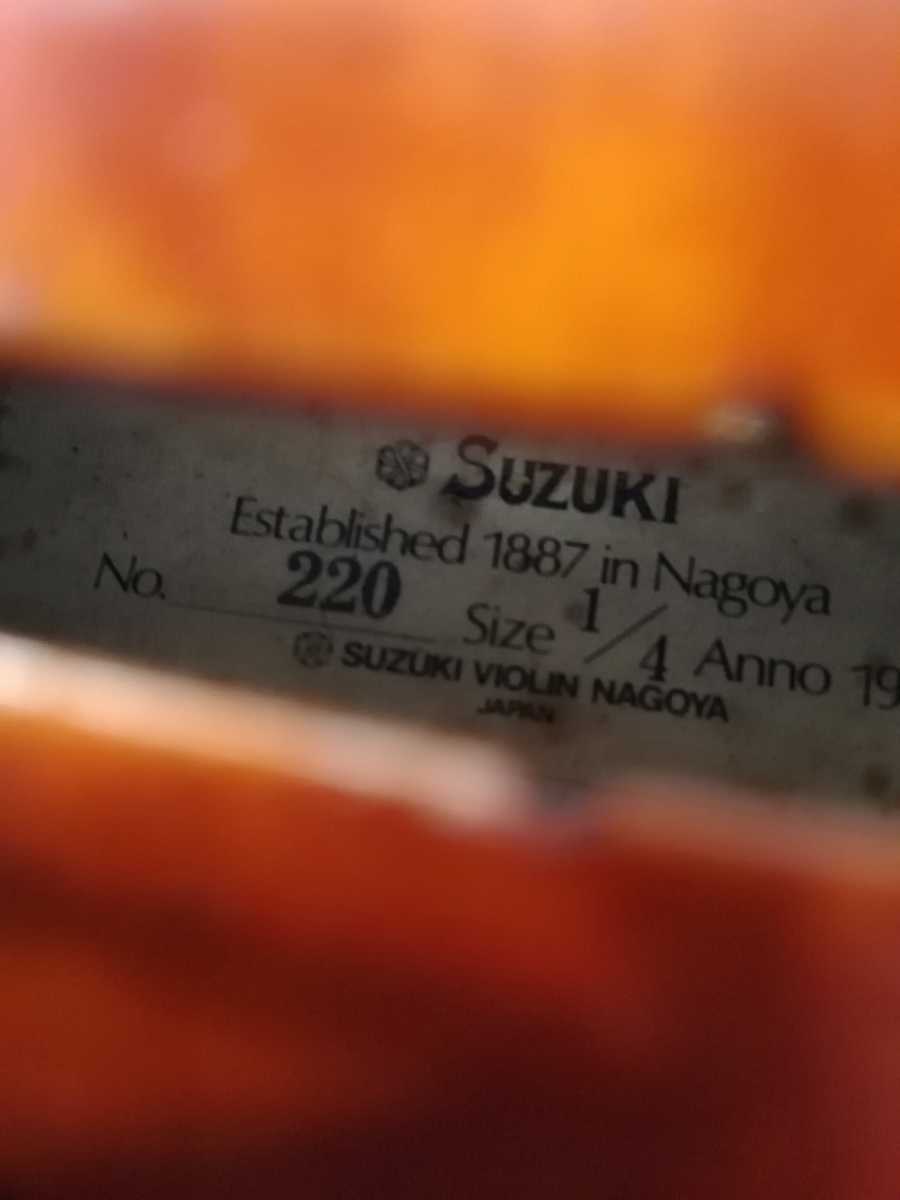 SUZUKI
Established 1887 in Nagoya
No. 220 Size 1/4 Anno 19
SUZUKI VIOLIN NAGOYA
JAPAN